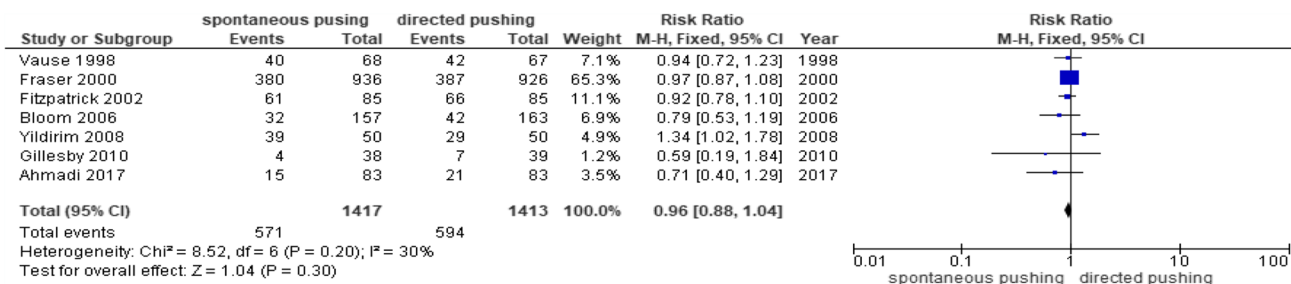 spontaneous pusing directed pushing Risk Ratio Risk Ratio
Study or Subgroup Events Total Events Total Weight M-H, Fixed, 95% CI Year M-H, Fixed, 95% CI
Vause 1998 40 68 42 67 7.1% 0.94 [0.72, 1.23] 1998
Fraser 2000 380 936 387 926 65.3% 0.97 [0.87, 1.08] 2000
Fitzpatrick 2002 61 85 66 85 11.1% 0.92 [0.78, 1.10] 2002
Bloom 2006 32 157 42 163 6.9% 0.79 [0.53, 1.19] 2006
Yildirim 2008 39 50 29 50 4.9% 1.34 [1.02, 1.78] 2008
Gillesby 2010 4 38 7 39 1.2% 0.59 [0.19, 1.84] 2010
Ahmadi 2017 15 83 21 83 3.5% 0.71 [0.40, 1.29] 2017
Total (95% CI) 1417 1413 100.0% 0.96 [0.88, 1.04]
Total events 571 594
Heterogeneity: Chi² = 8.52, df = 6 (P = 0.20); I² = 30%
Test for overall effect: Z = 1.04 (P = 0.30)
0.01 0.1 1 10 100
spontaneous pushing directed pushing